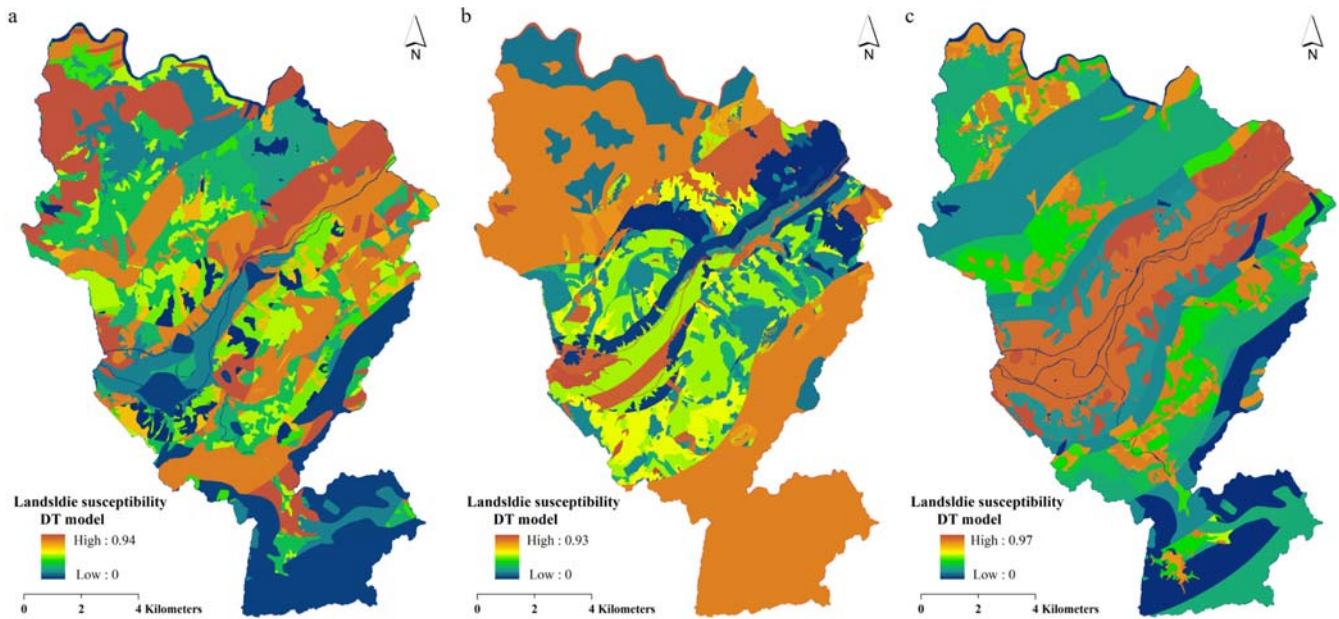 a
N
Landsldie susceptibility
DT model
High : 0.94
Low : 0
0 2 4 Kilometers
b
N
Landsldie susceptibility
DT model
High : 0.93
Low : 0
0 2 4 Kilometers
c
N
Landsldie susceptibility
DT model
High : 0.97
Low : 0
0 2 4 Kilometers